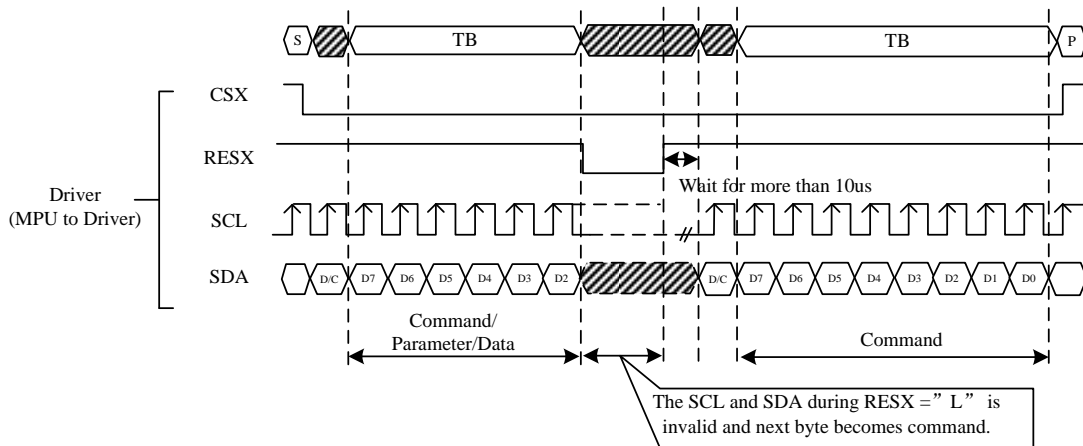 S TB TB P
CSX
RESX
Wait for more than 10us
Driver
(MPU to Driver)
SCL
SDA D/C D7 D6 D5 D4 D3 D2 D/C D7 D6 D5 D4 D3 D2 D1 D0
Command/
Parameter/Data
Command
The SCL and SDA during RESX =” L” is
invalid and next byte becomes command.